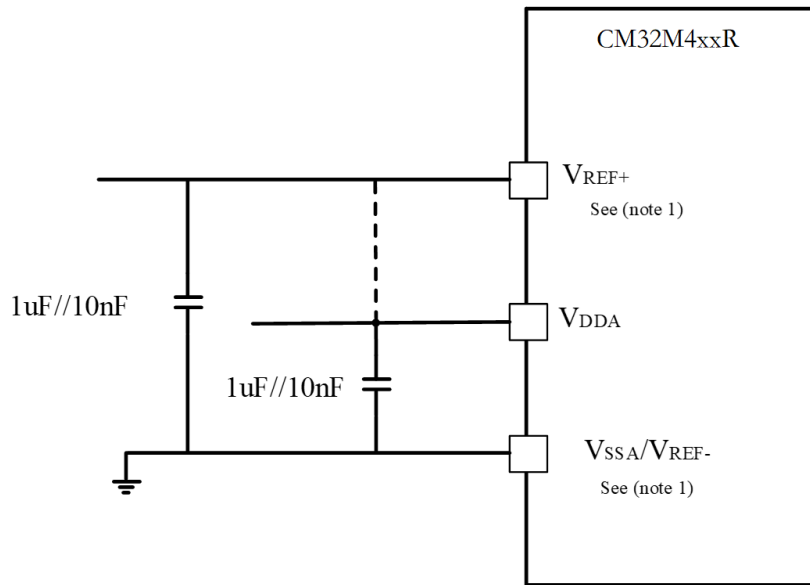 CM32M4xxR
VREF+
See (note 1)
1uF//10nF
VDDA
1uF//10nF
VSSA/VREF-
See (note 1)